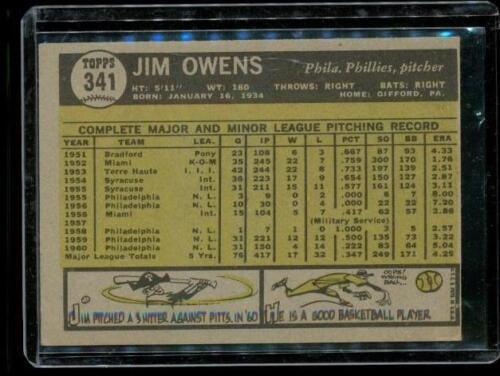 TOPPS
341
JIM OWENS
Phila. Phillies, pitcher
HT: 5'11" WT: 180 THROWS: RIGHT BATS: RIGHT
BORN: JANUARY 16, 1934 HOME: GIFFORD, PA.
COMPLETE MAJOR AND MINOR LEAGUE PITCHING RECORD
YEAR TEAM LEA. G IP W L PCT. SO BB ERA
1951 Bradford Pony 23 108 6 3 .667 87 93 4.33
1952 Miami K-O-M 35 245 22 7 .759 300 170 1.76
1953 Terre Haute I. I. I. 42 244 22 8 .733 188 139 2.51
1954 Syracuse Int. 36 223 17 9 .654 150 127 2.87
1955 Syracuse Int. 31 211 15 11 .577 161 124 3.11
1955 Philadelphia N. L. 3 9 0 2 .000 6 7 8.00
1956 Philadelphia N. L. 10 30 0 4 .000 22 22 7.20
1956 Miami Int. 15 104 5 7 .417 62 57 2.86
1957 (Military Service)
1958 Philadelphia N. L. 1 7 1 0 1.000 3 5 2.57
1959 Philadelphia N. L. 31 221 12 12 .500 135 73 3.22
1960 Philadelphia N. L. 31 150 4 14 .222 83 64 5.04
Major League Totals 5 Yrs. 76 417 17 32 .347 249 171 4.25
OOPS! WRONG BALL...
JIM PITCHED A 3 HITTER AGAINST PITTS. IN '60
HE IS A GOOD BASKETBALL PLAYER